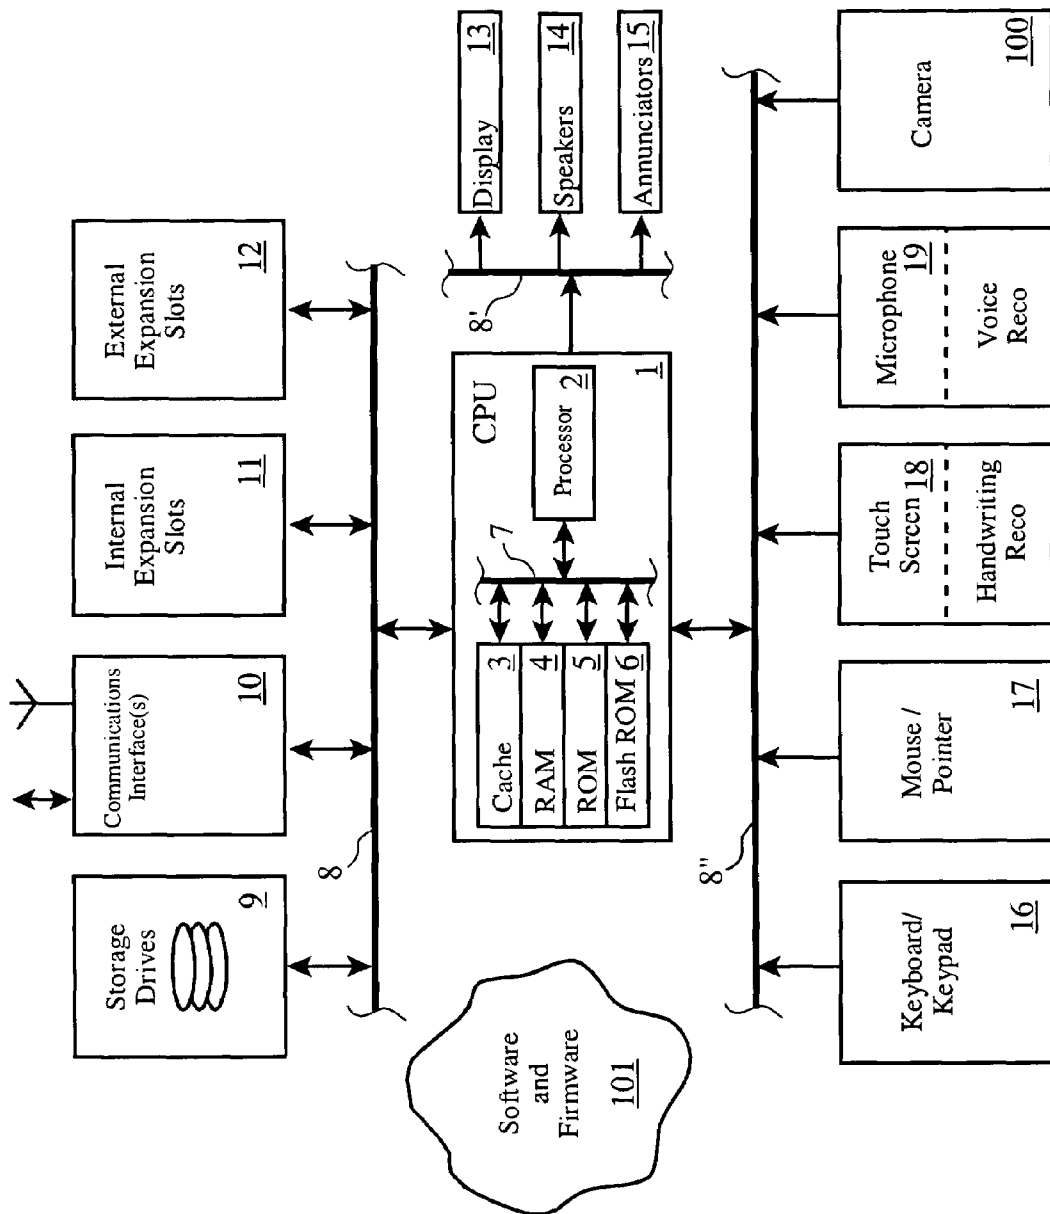 Storage
Drives
9
Communications
Interface(s)
10
Internal
Expansion
Slots
11
External
Expansion
Slots
12
8
Software
and
Firmware
101
CPU
1
Cache 3
RAM 4
ROM 5
Flash ROM 6
7
Processor
2
8'
Display 13
Speakers 14
Annunciators 15
8"
Keyboard/
Keypad
16
Mouse /
Pointer
17
Touch
Screen 18
Handwriting
Reco
Microphone
19
Voice
Reco
Camera
100